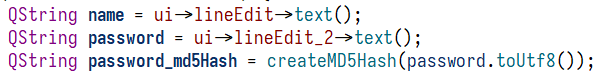 QString name = ui->lineEdit->text();
QString password = ui->lineEdit_2->text();
QString password_md5Hash = createMD5Hash(password.toUtf8());